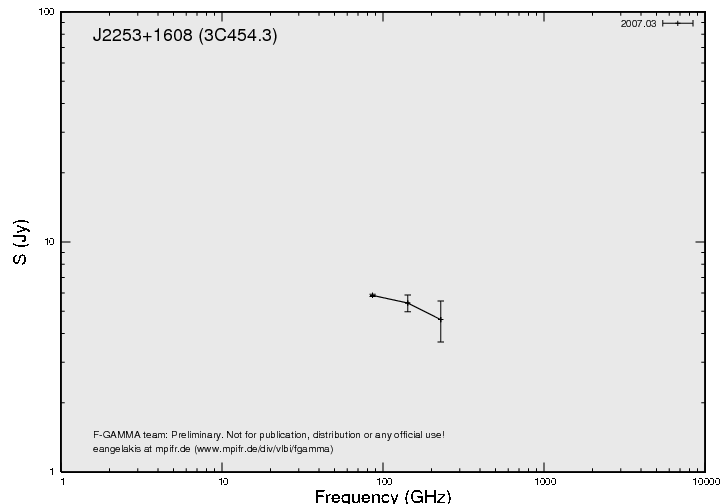 100
J2253+1608 (3C454.3)
2007.03
S (Jy)
10
F-GAMMA team: Preliminary. Not for publication, distribution or any official use!
eangelakis at mpifr.de (www.mpifr.de/div/vlbi/fgamma)
1
1 10 100 1000 10000
Frequency (GHz)